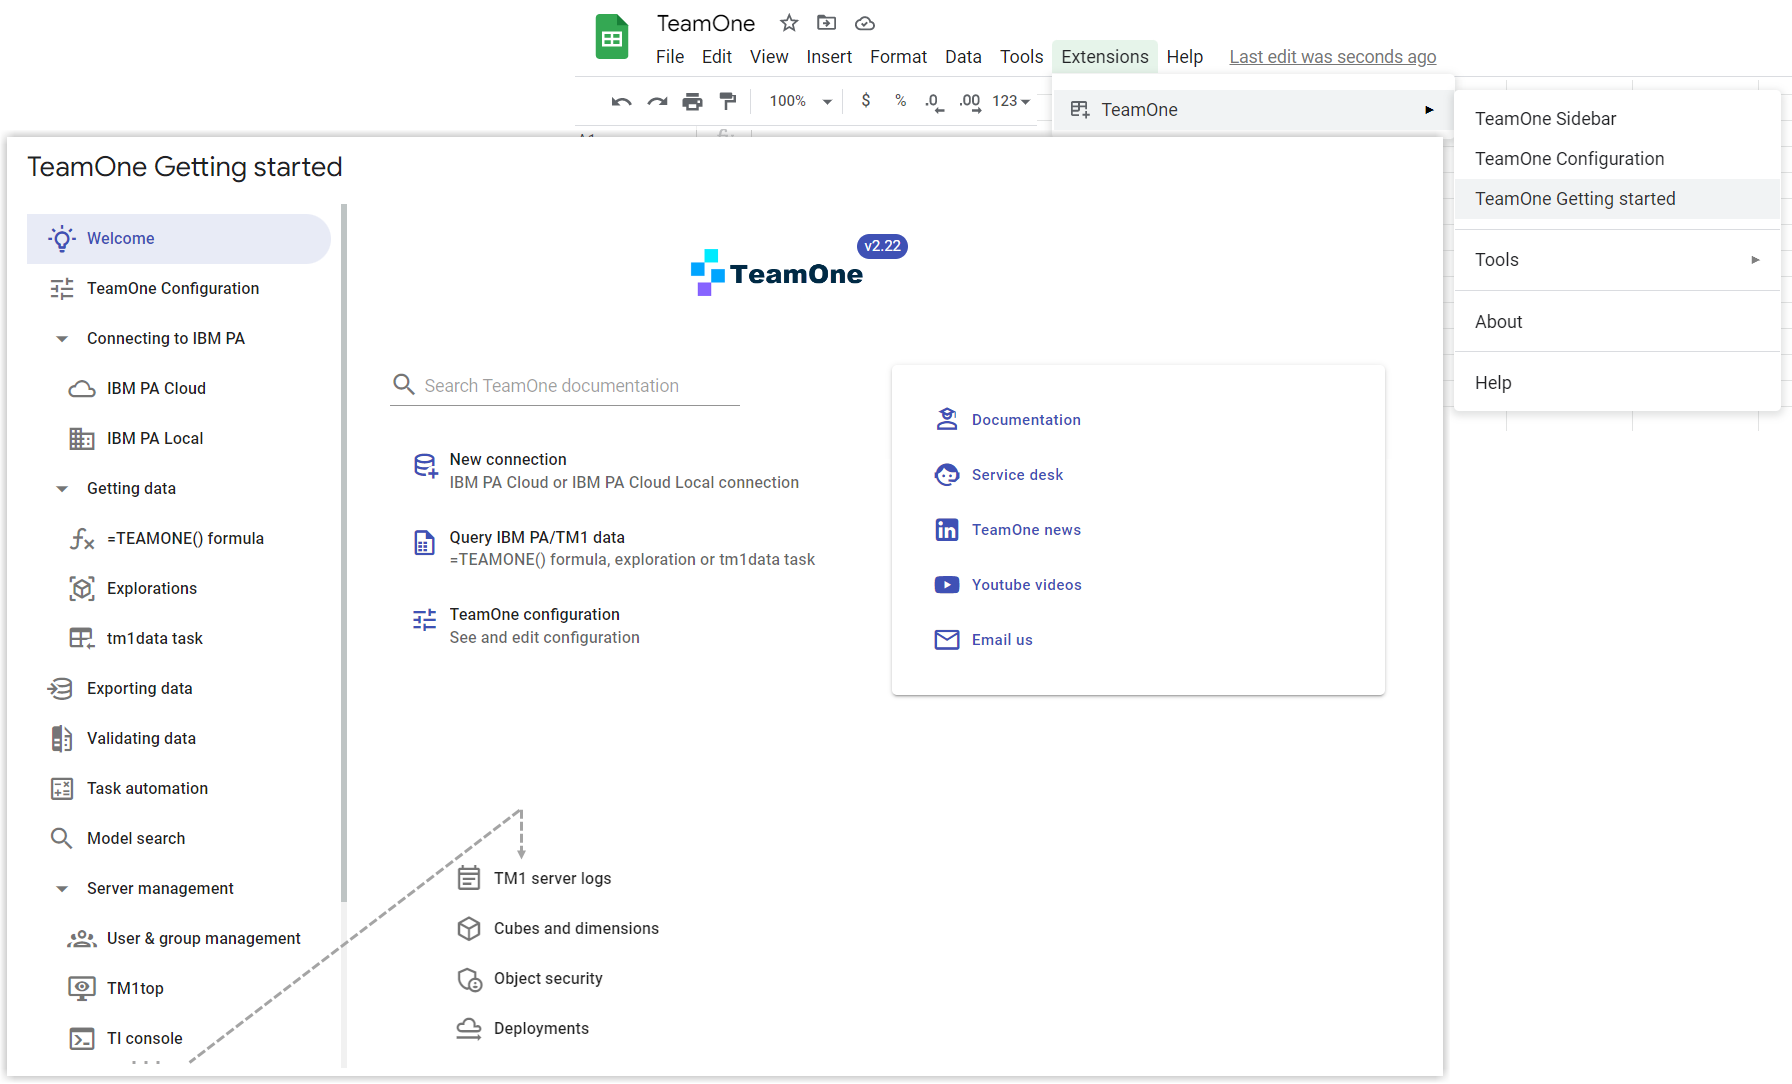 TeamOne
File Edit View Insert Format Data Tools Extensions Help Last edit was seconds ago
100% $ % .0 .00 123
TeamOne
TeamOne Sidebar
TeamOne Configuration
TeamOne Getting started
Tools
About
Help
TeamOne Getting started
Welcome
TeamOne Configuration
Connecting to IBM PA
IBM PA Cloud
IBM PA Local
Getting data
=TEAMONE() formula
Explorations
tm1data task
Exporting data
Validating data
Task automation
Model search
Server management
User & group management
TM1top
TI console
...
v2.22
TeamOne
Search TeamOne documentation
New connection
IBM PA Cloud or IBM PA Cloud Local connection
Query IBM PA/TM1 data
=TEAMONE() formula, exploration or tm1data task
TeamOne configuration
See and edit configuration
Documentation
Service desk
TeamOne news
Youtube videos
Email us
TM1 server logs
Cubes and dimensions
Object security
Deployments